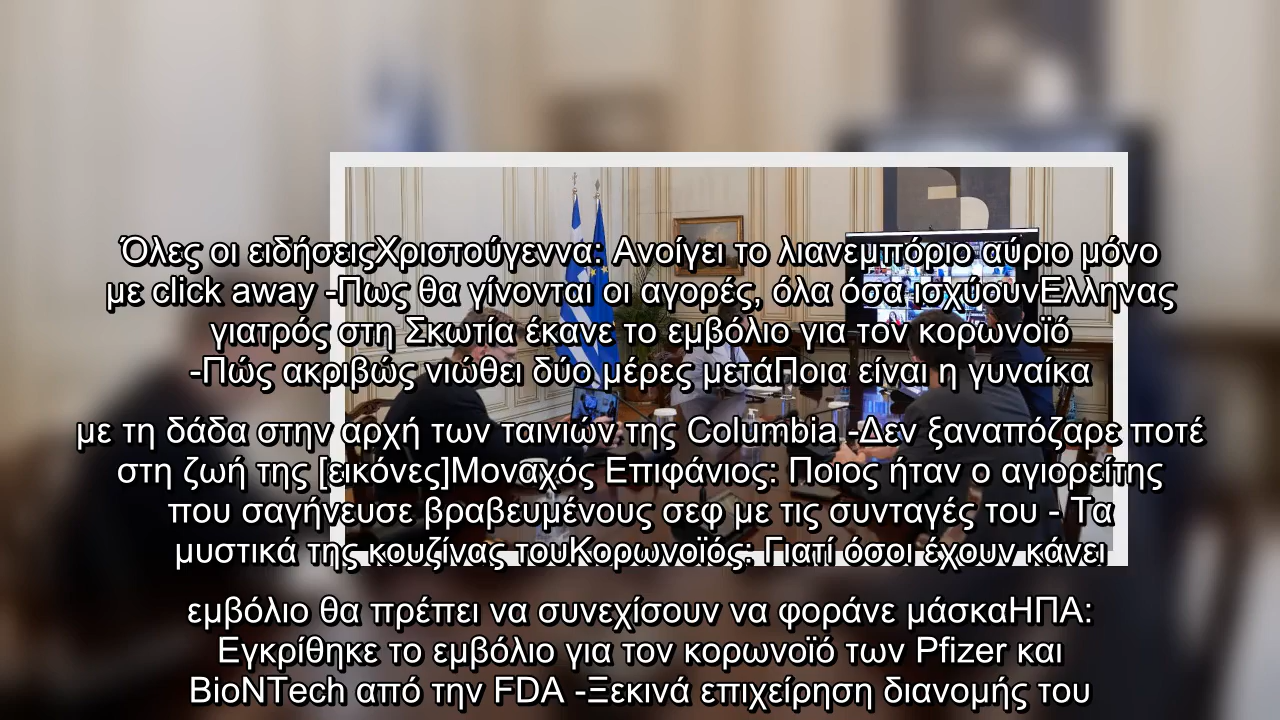 Όλες οι ειδήσειςΧριστούγεννα: Ανοίγει το λιανεμπόριο αύριο μόνο
με click away -Πως θα γίνονται οι αγορές, όλα όσα ισχύουνΕλληνας
γιατρός στη Σκωτία έκανε το εμβόλιο για τον κορωνοϊό
-Πώς ακριβώς νιώθει δύο μέρες μετάΠοια είναι η γυναίκα
με τη δάδα στην αρχή των ταινιών της Columbia -Δεν ξαναπόζαρε ποτέ
στη ζωή της [εικόνες]Μοναχός Επιφάνιος: Ποιος ήταν ο αγιορείτης
που σαγήνευσε βραβευμένους σεφ με τις συνταγές του - Τα
μυστικά της κουζίνας τουΚορωνοϊός: Γιατί όσοι έχουν κάνει
εμβόλιο θα πρέπει να συνεχίσουν να φοράνε μάσκαΗΠΑ:
Εγκρίθηκε το εμβόλιο για τον κορωνοϊό των Pfizer και
BioNTech από την FDA -Ξεκινά επιχείρηση διανομής του